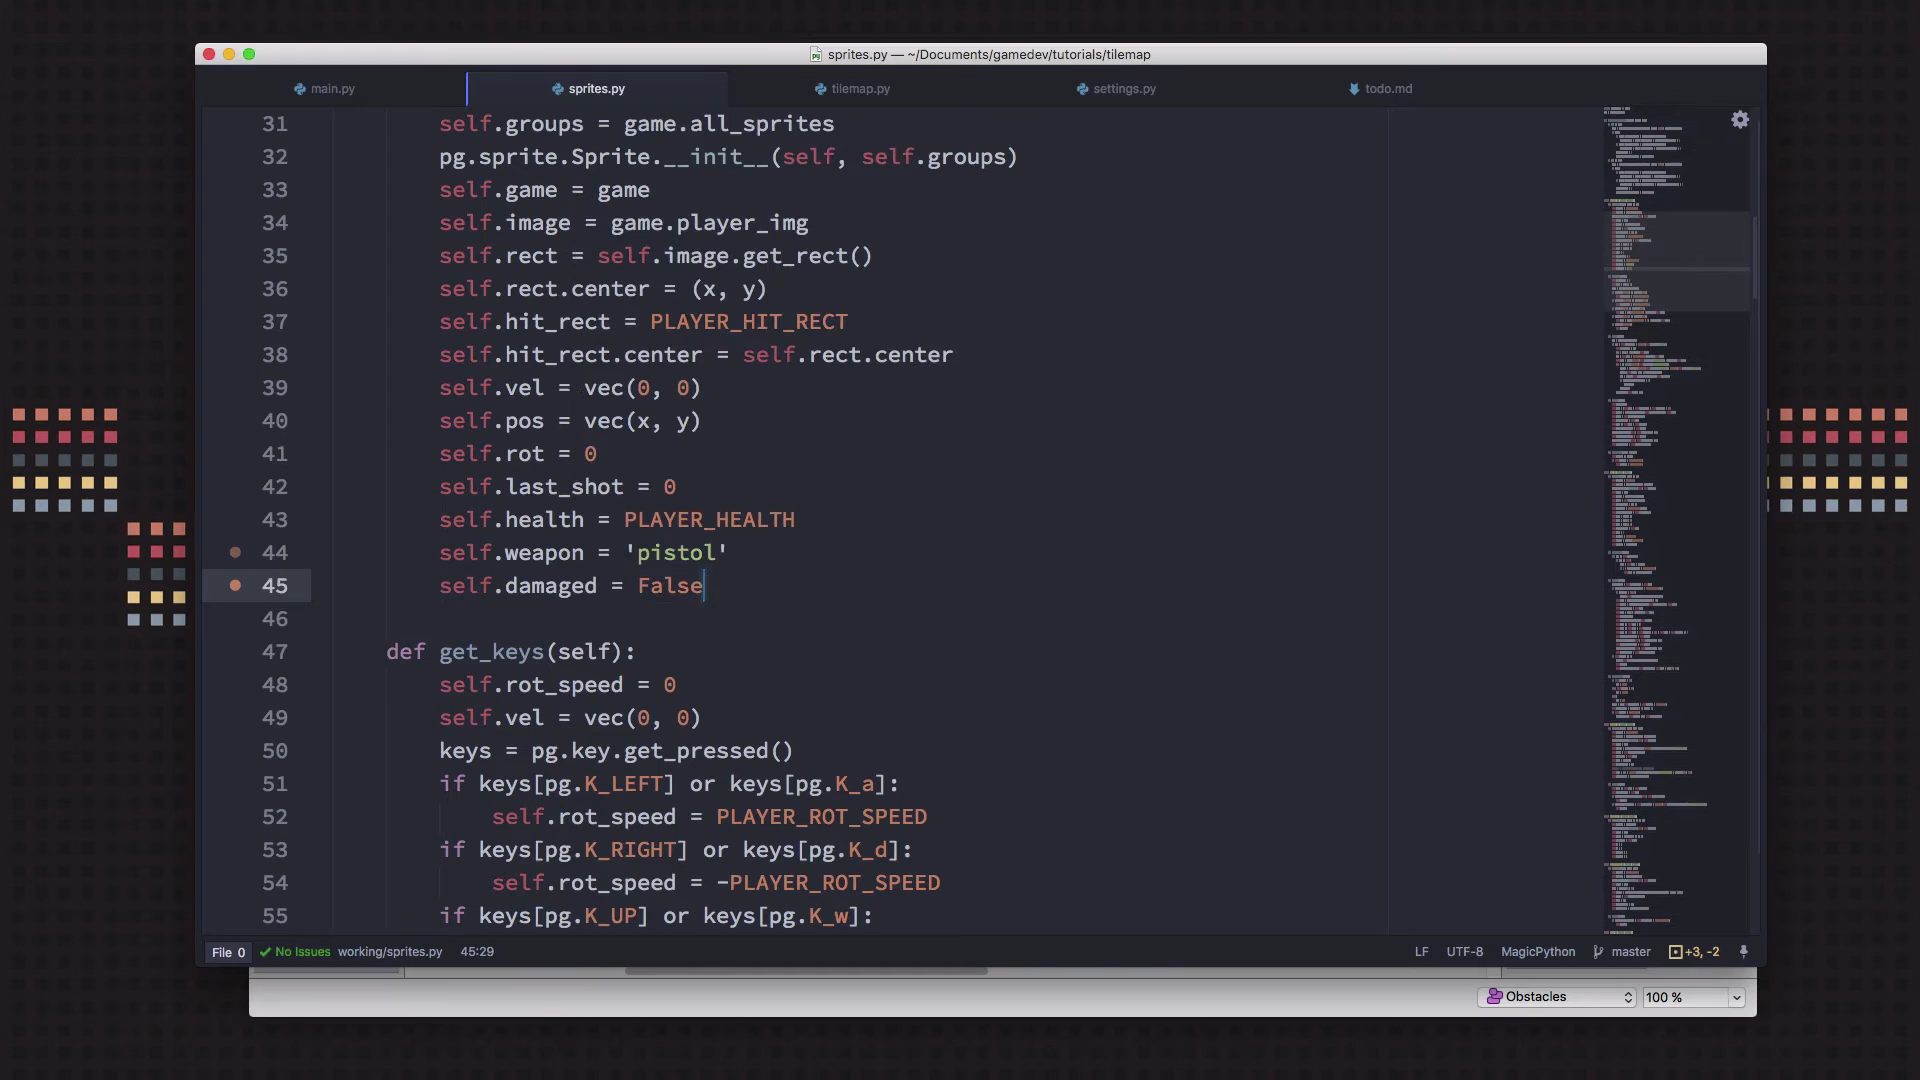 sprites.py — ~/Documents/gamedev/tutorials/tilemap
main.py
sprites.py
tilemap.py
settings.py
todo.md
31 self.groups = game.all_sprites
32 pg.sprite.Sprite.__init__(self, self.groups)
33 self.game = game
34 self.image = game.player_img
35 self.rect = self.image.get_rect()
36 self.rect.center = (x, y)
37 self.hit_rect = PLAYER_HIT_RECT
38 self.hit_rect.center = self.rect.center
39 self.vel = vec(0, 0)
40 self.pos = vec(x, y)
41 self.rot = 0
42 self.last_shot = 0
43 self.health = PLAYER_HEALTH
44 self.weapon = 'pistol'
45 self.damaged = False
46
47 def get_keys(self):
48 self.rot_speed = 0
49 self.vel = vec(0, 0)
50 keys = pg.key.get_pressed()
51 if keys[pg.K_LEFT] or keys[pg.K_a]:
52 self.rot_speed = PLAYER_ROT_SPEED
53 if keys[pg.K_RIGHT] or keys[pg.K_d]:
54 self.rot_speed = -PLAYER_ROT_SPEED
55 if keys[pg.K_UP] or keys[pg.K_w]:
File 0 No Issues working/sprites.py 45:29 LF UTF-8 MagicPython master +3, -2
Obstacles 100 %